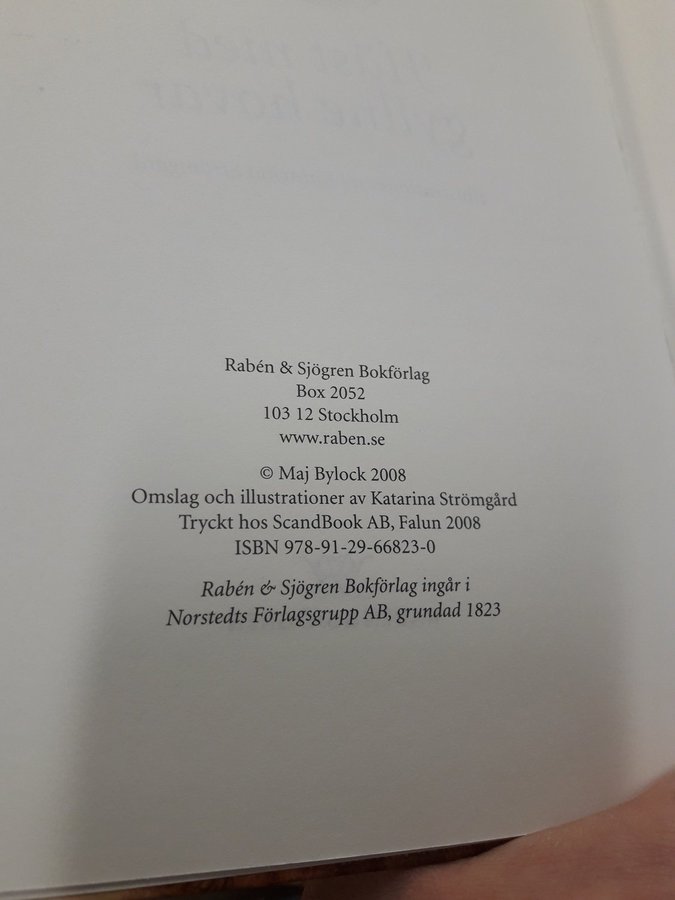 Rabén & Sjögren Bokförlag
Box 2052
103 12 Stockholm
www.raben.se
© Maj Bylock 2008
Omslag och illustrationer av Katarina Strömgård
Tryckt hos ScandBook AB, Falun 2008
ISBN 978-91-29-66823-0
Rabén & Sjögren Bokförlag ingår i
Norstedts Förlagsgrupp AB, grundad 1823